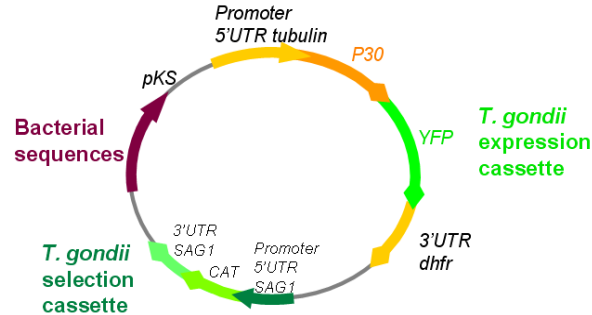 Promoter
5'UTR tubulin
P30
pKS
YFP
T. gondii
expression
cassette
Bacterial
sequences
3'UTR
dhfr
3'UTR
SAG1
CAT
Promoter
5'UTR
SAG1
T. gondii
selection
cassette